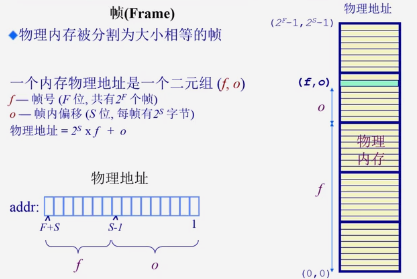 帧(Frame)
◆物理内存被分割为大小相等的帧
一个内存物理地址是一个二元组 (f, o)
f — 帧号 (F 位, 共有2^F 个帧)
o — 帧内偏移 (S 位, 每帧有2^S 字节)
物理地址 = 2^S x f + o
物理地址
addr:
F+S S-1 1
f o
物理地址
(2^F-1, 2^S-1)
(f,o)
o
物理
内存
f
(0,0)